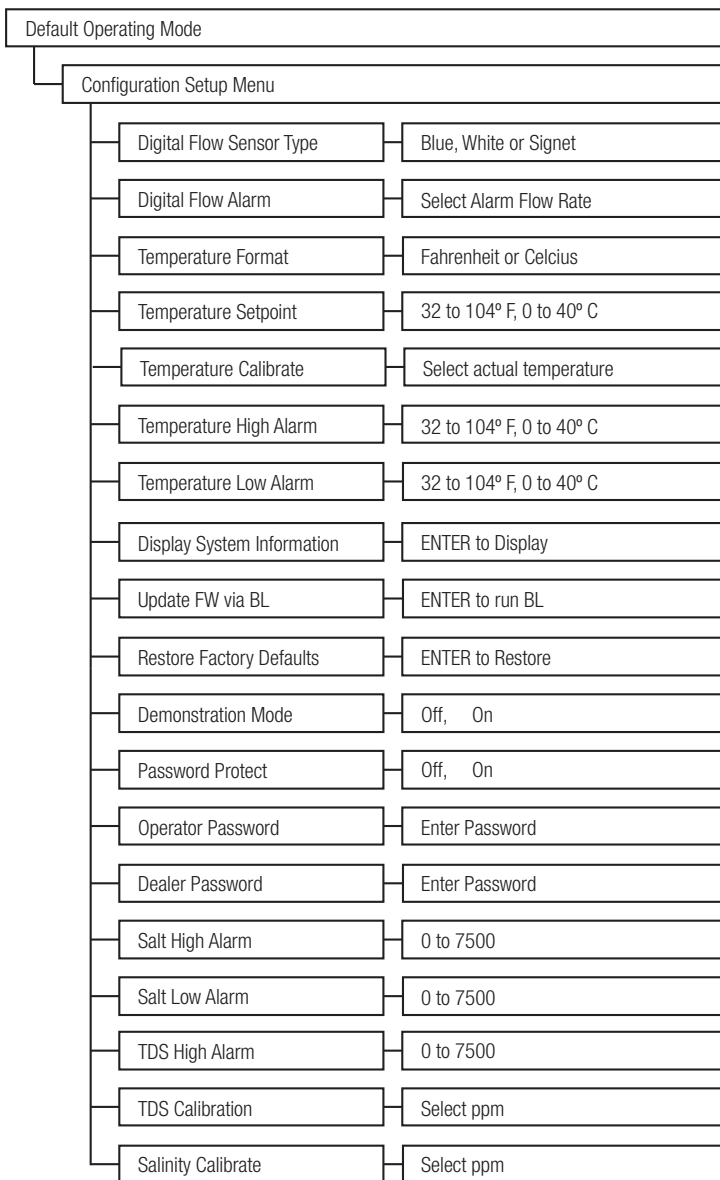 Default Operating Mode
Configuration Setup Menu
Digital Flow Sensor Type Blue, White or Signet
Digital Flow Alarm Select Alarm Flow Rate
Temperature Format Fahrenheit or Celcius
Temperature Setpoint 32 to 104º F, 0 to 40º C
Temperature Calibrate Select actual temperature
Temperature High Alarm 32 to 104º F, 0 to 40º C
Temperature Low Alarm 32 to 104º F, 0 to 40º C
Display System Information ENTER to Display
Update FW via BL ENTER to run BL
Restore Factory Defaults ENTER to Restore
Demonstration Mode Off, On
Password Protect Off, On
Operator Password Enter Password
Dealer Password Enter Password
Salt High Alarm 0 to 7500
Salt Low Alarm 0 to 7500
TDS High Alarm 0 to 7500
TDS Calibration Select ppm
Salinity Calibrate Select ppm